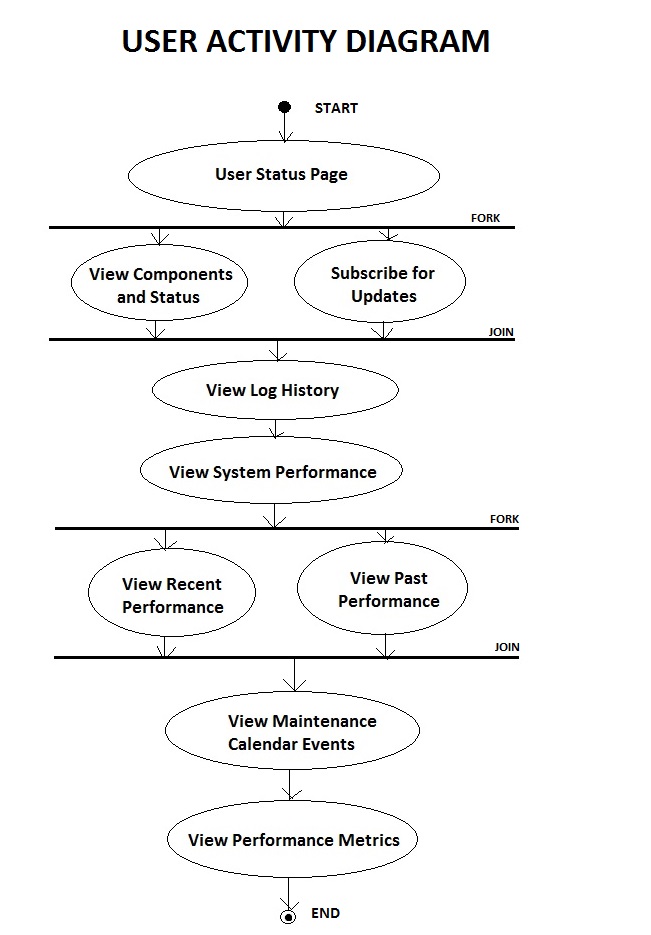 USER ACTIVITY DIAGRAM
START
User Status Page
FORK
View Components
and Status
Subscribe for
Updates
JOIN
View Log History
View System Performance
FORK
View Recent
Performance
View Past
Performance
JOIN
View Maintenance
Calendar Events
View Performance Metrics
END